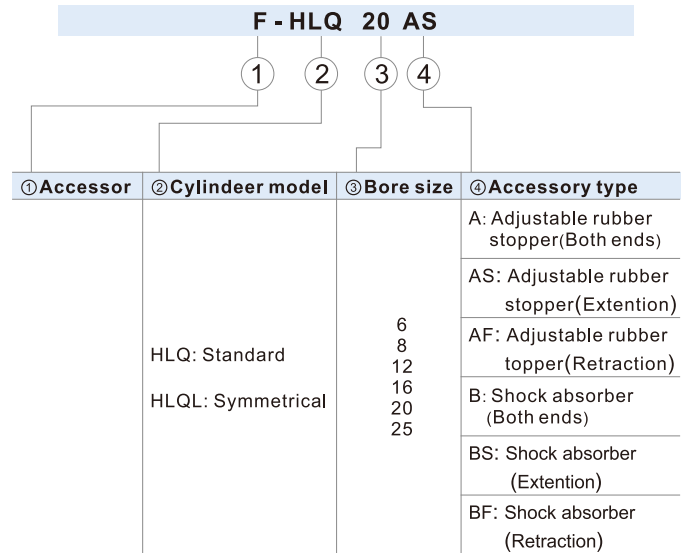 F - HLQ 20 AS
① ② ③ ④
①Accessor ②Cylindeer model ③Bore size ④Accessory type
HLQ: Standard
HLQL: Symmetrical
6
8
12
16
20
25
A: Adjustable rubber
stopper(Both ends)
AS: Adjustable rubber
stopper(Extention)
AF: Adjustable rubber
topper(Retraction)
B: Shock absorber
(Both ends)
BS: Shock absorber
(Extention)
BF: Shock absorber
(Retraction)